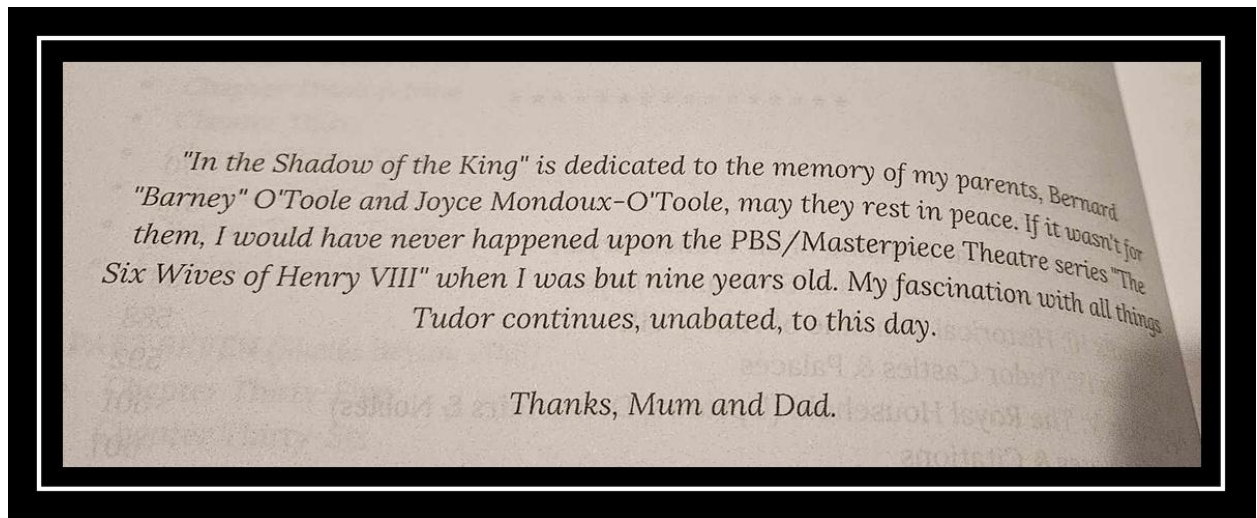 "In the Shadow of the King" is dedicated to the memory of my parents, Bernard
"Barney" O'Toole and Joyce Mondoux-O'Toole, may they rest in peace. If it wasn't for
them, I would have never happened upon the PBS/Masterpiece Theatre series "The
Six Wives of Henry VIII" when I was but nine years old. My fascination with all things
Tudor continues, unabated, to this day.
Thanks, Mum and Dad.